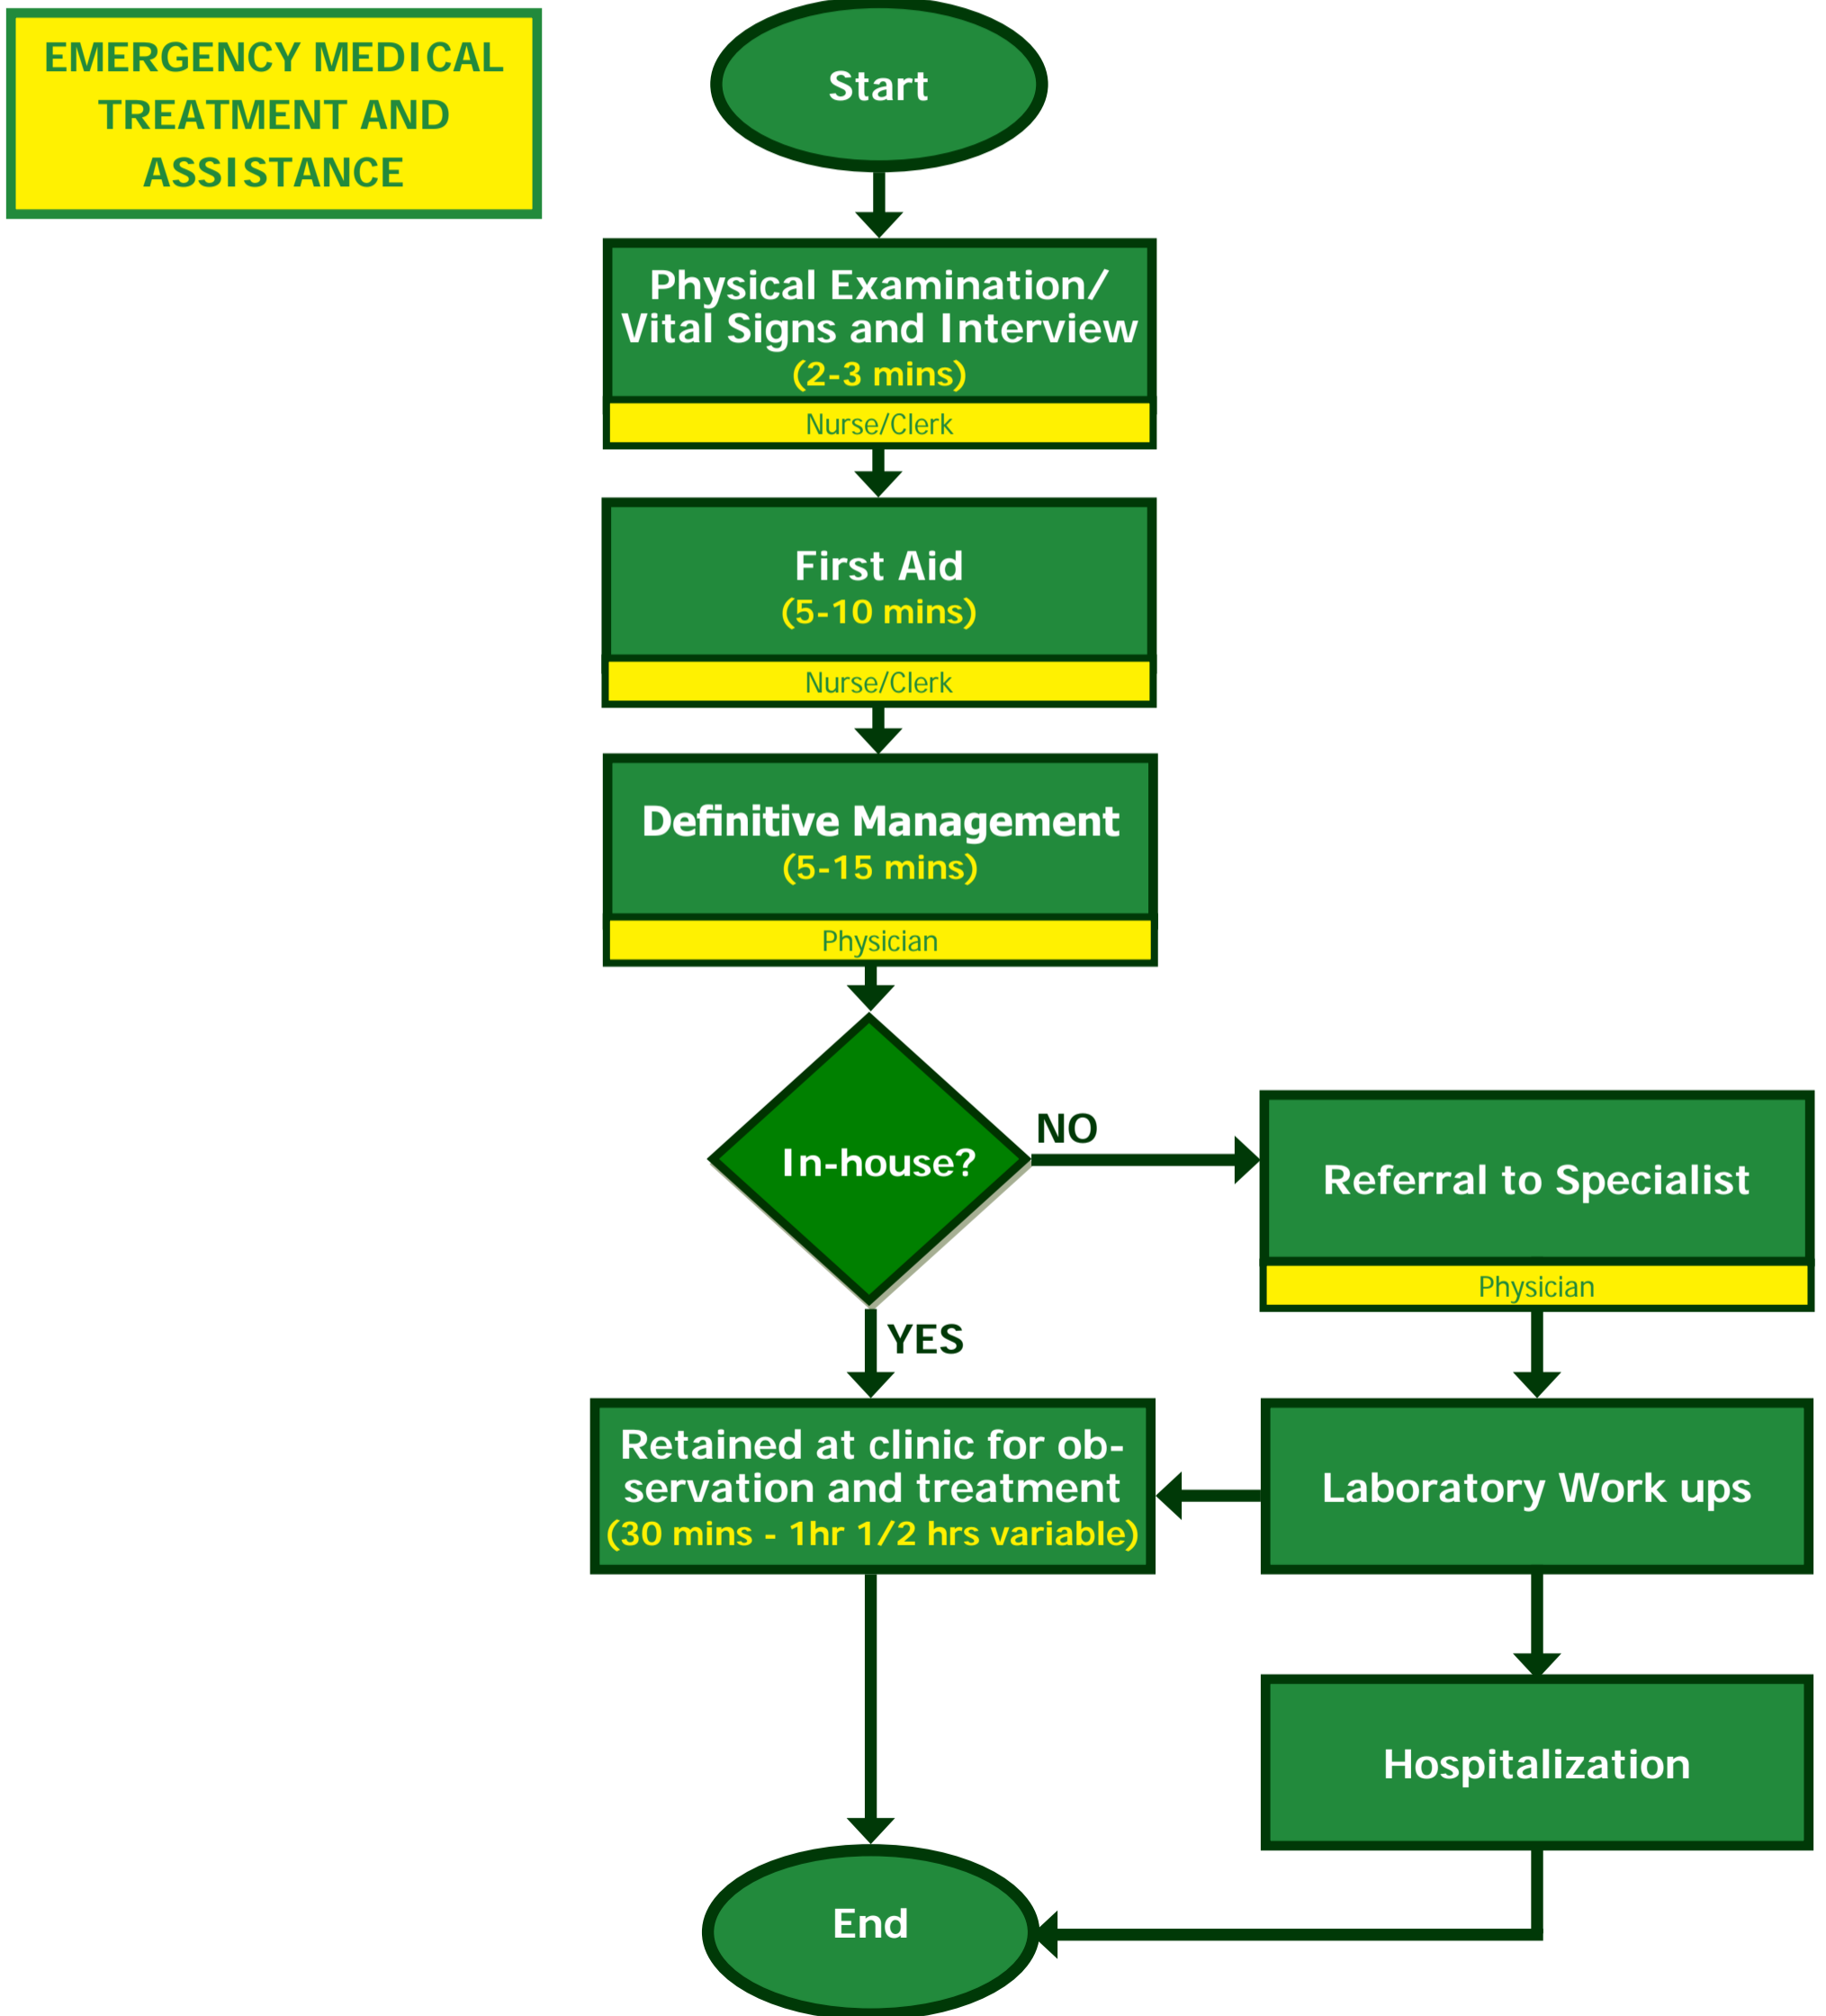 EMERGENCY MEDICAL
TREATMENT AND
ASSISTANCE
Start
Physical Examination/
Vital Signs and Interview
(2-3 mins)
Nurse/Clerk
First Aid
(5-10 mins)
Nurse/Clerk
Definitive Management
(5-15 mins)
Physician
In-house?
NO
Referral to Specialist
Physician
YES
Retained at clinic for ob-
servation and treatment
(30 mins - 1hr 1/2 hrs variable)
Laboratory Work ups
Hospitalization
End